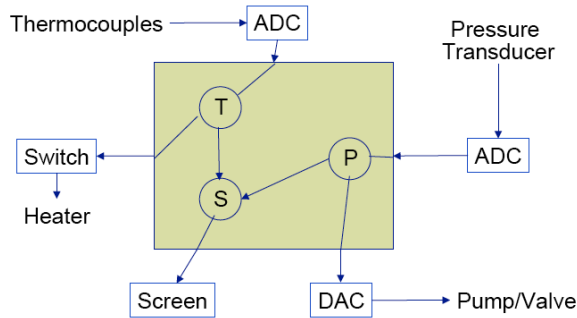 Thermocouples
ADC
Pressure
Transducer
T
Switch
P
ADC
Heater
S
Screen
DAC
Pump/Valve